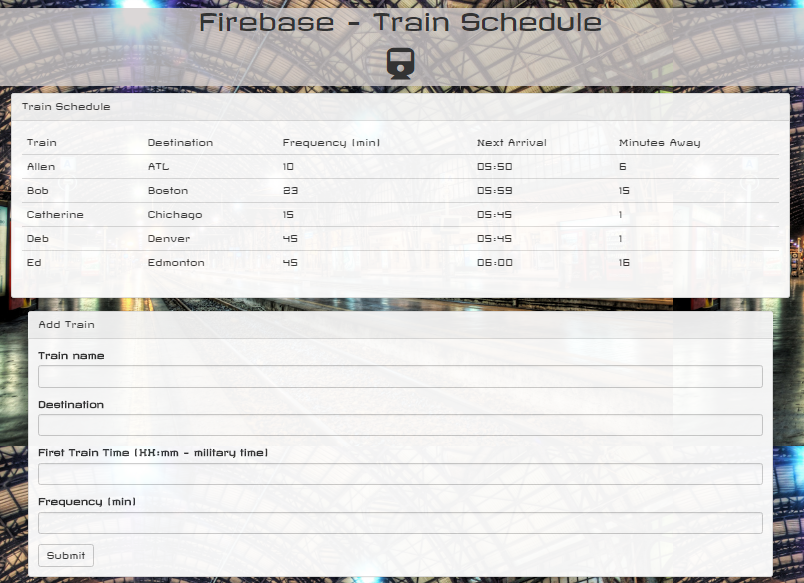 Firebase - Train Schedule
Train Schedule
Train Destination Frequency (min) Next Arrival Minutes Away
Allen ATL 10 05:50 6
Bob Boston 23 05:59 15
Catherine Chichago 15 05:45 1
Deb Denver 45 05:45 1
Ed Edmonton 45 06:00 16
Add Train
Train name
Destination
First Train Time (HH:mm - military time)
Frequency (min)
Submit